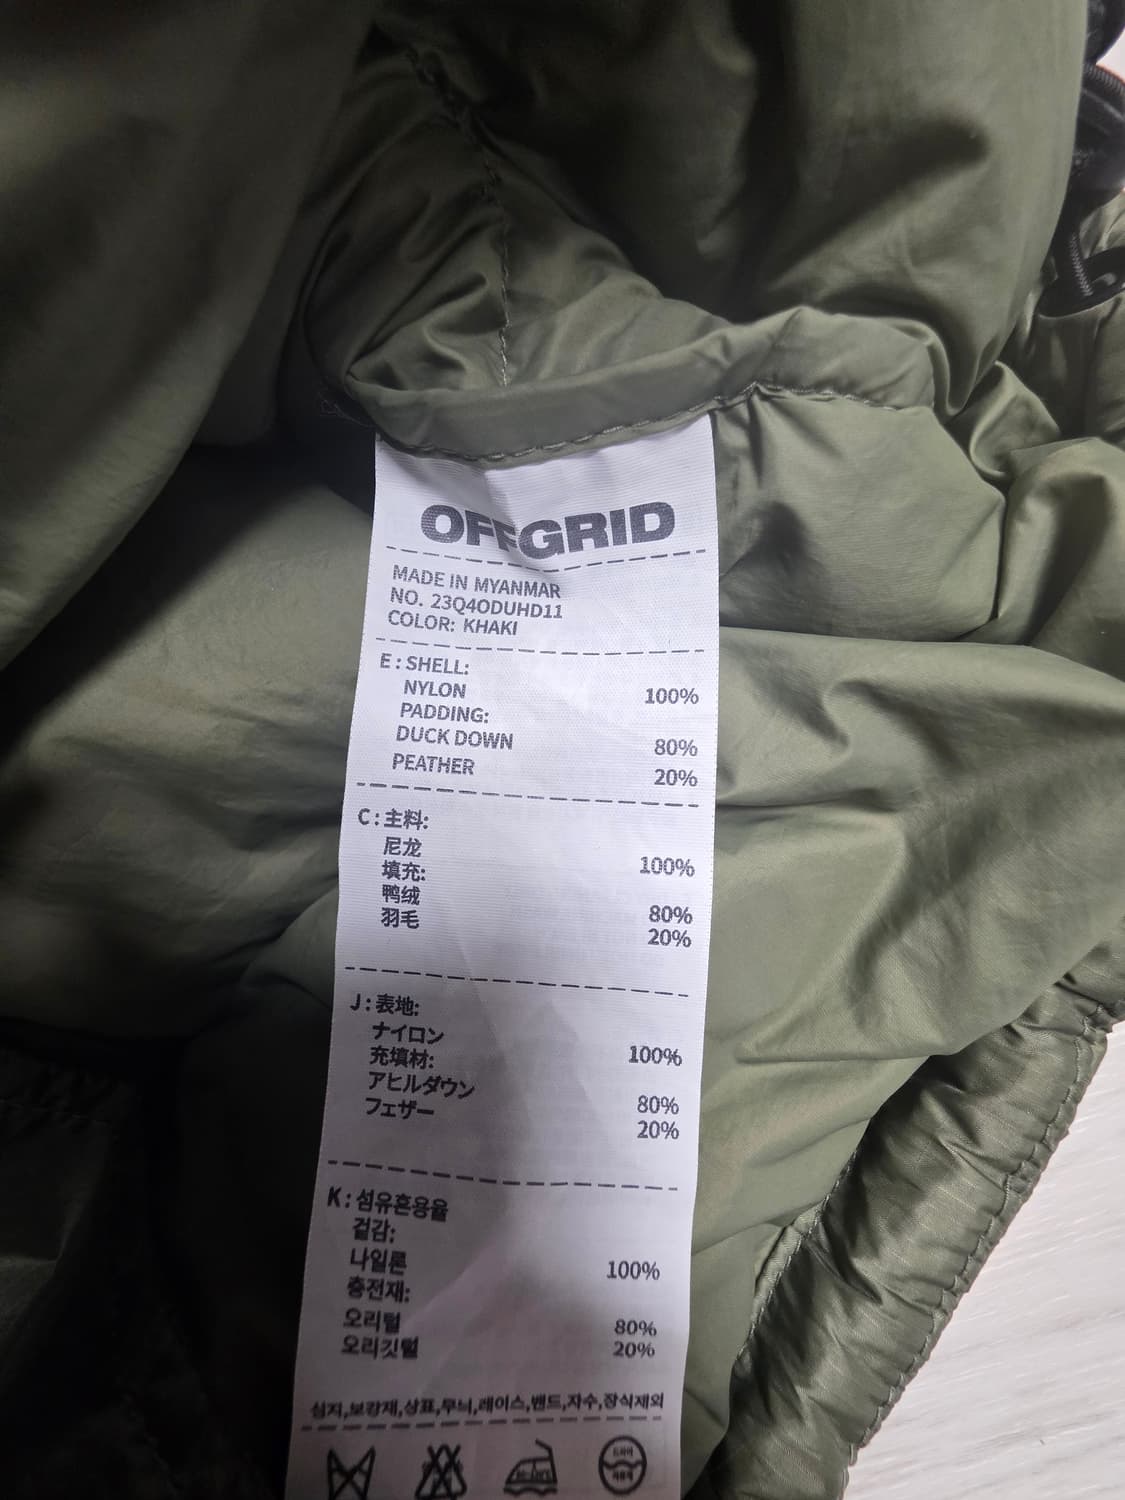 OFFGRID
MADE IN MYANMAR
NO. 23Q4ODUHD11
COLOR: KHAKI
E : SHELL:
NYLON 100%
PADDING:
DUCK DOWN 80%
PEATHER 20%
C : 主料:
尼龙 100%
填充:
鸭绒 80%
羽毛 20%
J : 表地:
ナイロン 100%
充填材:
アヒルダウン 80%
フェザー 20%
K : 섬유혼용율
겉감;
나일론 100%
충전재:
오리털 80%
오리깃털 20%
심지,보강재,상표,무늬,레이스,밴드,자수,장식재외
드라이